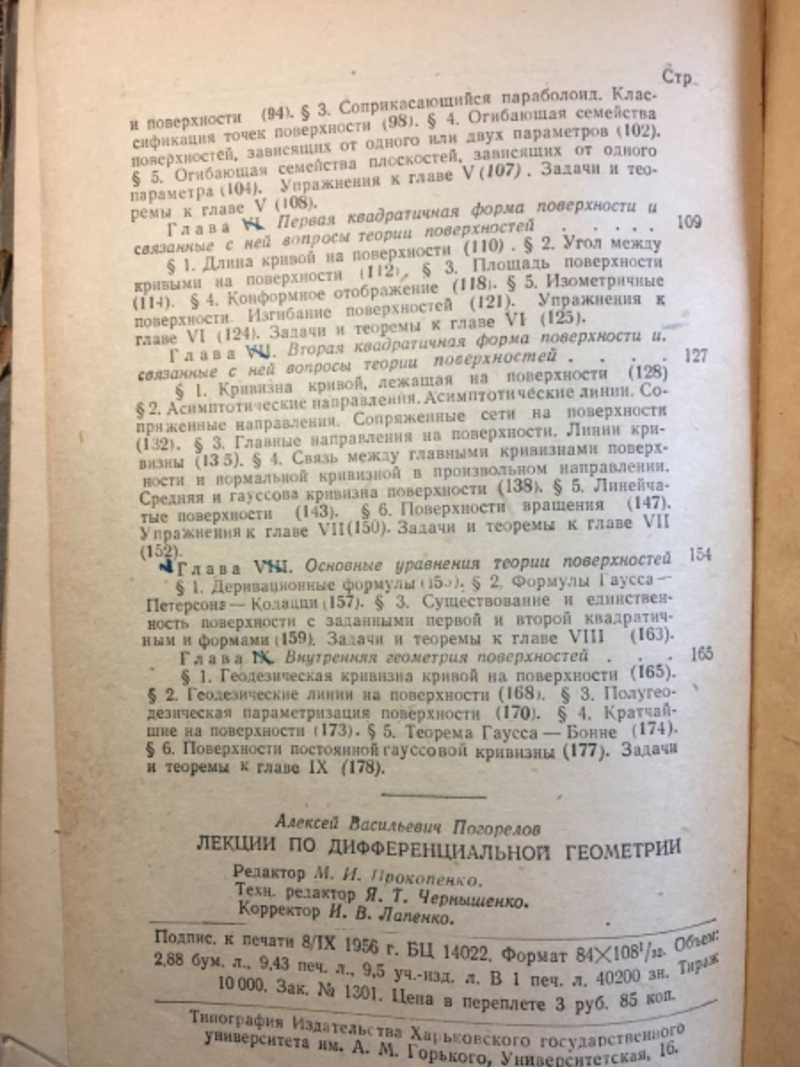 Стр.
и поверхности (94). § 3. Соприкасающийся параболоид. Клас-
сификация точек поверхности (98). § 4. Огибающая семейства
поверхностей, зависящих от одного или двух параметров (102).
§ 5. Огибающая семейства плоскостей, зависящих от одного
параметра (104). Упражнения к главе V (107). Задачи и тео-
ремы к главе V (108).
Глава VI. Первая квадратичная форма поверхности и
связанные с ней вопросы теории поверхностей . . . . . 109
§ 1. Длина кривой на поверхности (110). § 2. Угол между
кривыми на поверхности (112). § 3. Площадь поверхности
(114). § 4. Конформное отображение (118). § 5. Изометричные
поверхности. Изгибание поверхностей (121). Упражнения к
главе VI (124). Задачи и теоремы к главе VI (125).
Глава VII. Вторая квадратичная форма поверхности и.
связанные с ней вопросы теории поверхностей . . . . 127
§ 1. Кривизна кривой, лежащая на поверхности (128)
§ 2. Асимптотические направления. Асимптотические линии. Со-
пряженные направления. Сопряженные сети на поверхности
(132). § 3. Главные направления на поверхности. Линии кри-
визны (135). § 4. Связь между главными кривизнами поверх-
ности и нормальной кривизной в произвольном направлении.
Средняя и гауссова кривизна поверхности (138). § 5. Линейча-
тые поверхности (143). § 6. Поверхности вращения (147).
Упражнения к главе VII (150). Задачи и теоремы к главе VII
(152).
Глава VIII. Основные уравнения теории поверхностей 154
§ 1. Деривационные формулы (155). § 2. Формулы Гаусса —
Петерсона — Кодацци (157). § 3. Существование и единствен-
ность поверхности с заданными первой и второй квадратич-
ным и формами (159). Задачи и теоремы к главе VIII (163).
Глава IX. Внутренняя геометрия поверхностей . . . 165
§ 1. Геодезическая кривизна кривой на поверхности (165).
§ 2. Геодезические линии на поверхности (168). § 3. Полугео-
дезическая параметризация поверхности (170). § 4. Кратчай-
шие на поверхности (173). § 5. Теорема Гаусса — Бонне (174).
§ 6. Поверхности постоянной гауссовой кривизны (177). Задачи
и теоремы к главе IX (178).
Алексей Васильевич Погорелов
ЛЕКЦИИ ПО ДИФФЕРЕНЦИАЛЬНОЙ ГЕОМЕТРИИ
Редактор М. И. Прокопенко.
Техн. редактор Я. Т. Чернышенко.
Корректор И. В. Лапенко.
Подпис. к печати 8/IX 1956 г. БЦ 14022. Формат 84×108¹/₃₂. Объем:
2,88 бум. л., 9,43 печ. л., 9,5 уч.-изд. л. В 1 печ. л. 40200 зн. Тираж
10 000. Зак. № 1301. Цена в переплете 3 руб. 85 коп.
Типография Издательства Харьковского государственного
университета им. А. М. Горького, Университетская, 16.